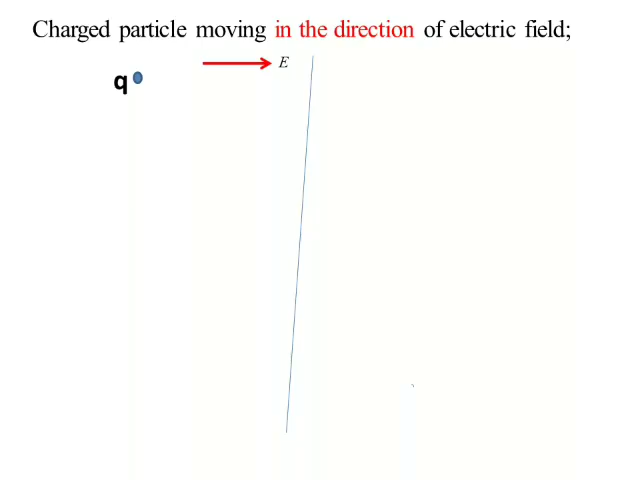 Charged particle moving in the direction of electric field;
E
q